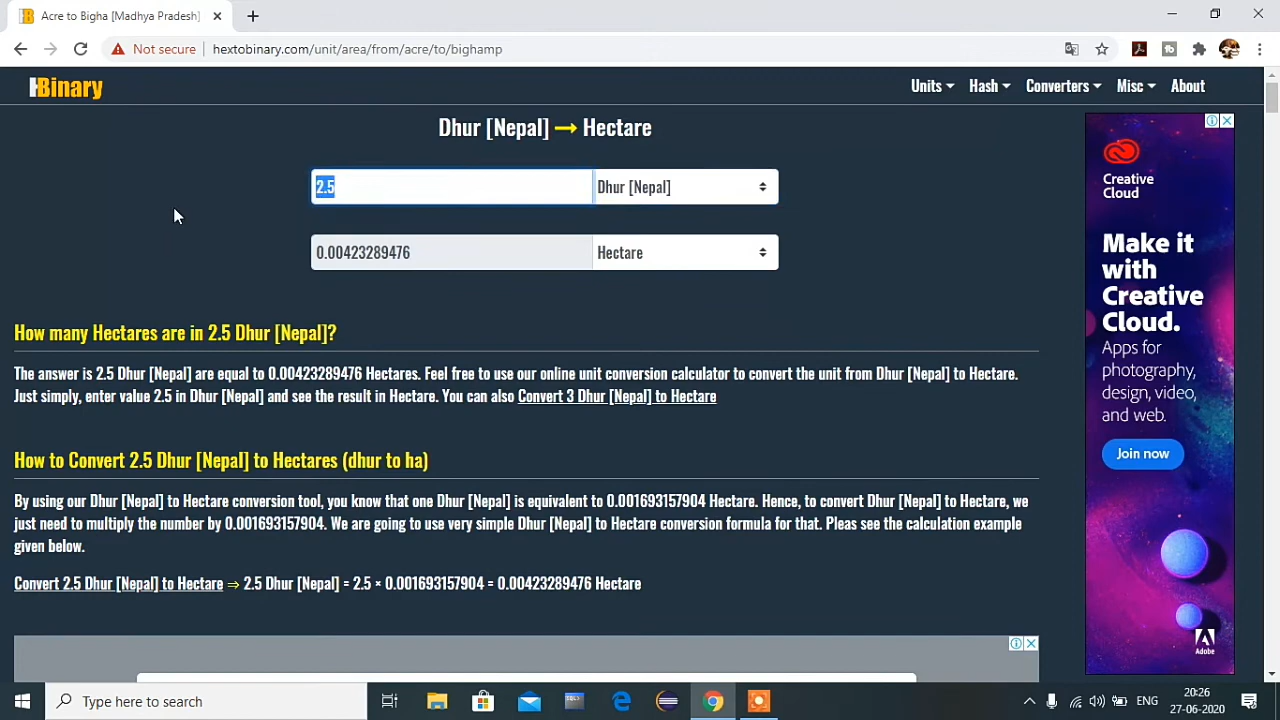 Acre to Bigha [Madhya Pradesh]
Not secure
hextobinary.com/unit/area/from/acre/to/bighamp
Binary
Units
Hash
Converters
Misc
About
Dhur [Nepal] → Hectare
2.5
Dhur [Nepal]
0.00423289476
Hectare
How many Hectares are in 2.5 Dhur [Nepal]?
The answer is 2.5 Dhur [Nepal] are equal to 0.00423289476 Hectares. Feel free to use our online unit conversion calculator to convert the unit from Dhur [Nepal] to Hectare.
Just simply, enter value 2.5 in Dhur [Nepal] and see the result in Hectare. You can also Convert 3 Dhur [Nepal] to Hectare
How to Convert 2.5 Dhur [Nepal] to Hectares (dhur to ha)
By using our Dhur [Nepal] to Hectare conversion tool, you know that one Dhur [Nepal] is equivalent to 0.001693157904 Hectare. Hence, to convert Dhur [Nepal] to Hectare, we
just need to multiply the number by 0.001693157904. We are going to use very simple Dhur [Nepal] to Hectare conversion formula for that. Pleas see the calculation example
given below.
Convert 2.5 Dhur [Nepal] to Hectare ⇒ 2.5 Dhur [Nepal] = 2.5 × 0.001693157904 = 0.00423289476 Hectare
Creative
Cloud
Make it
with
Creative
Cloud.
Apps for
photography,
design, video,
and web.
Join now
Adobe
Type here to search
ENG
20:26
27-06-2020